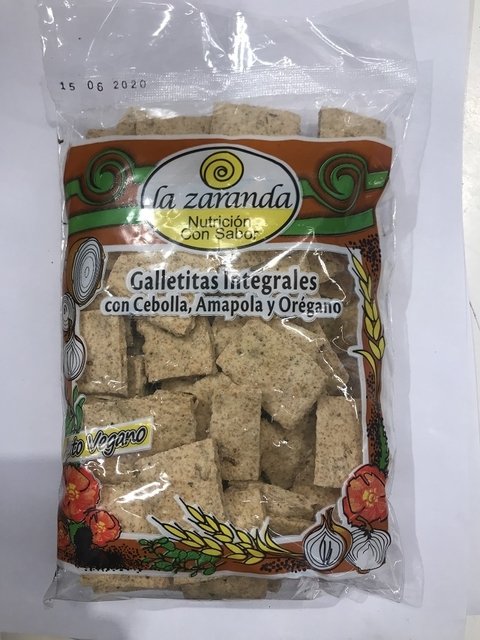 15 06 2020
la zaranda
Nutrición
Con Sabor
Galletitas Integrales
con Cebolla, Amapola y Orégano
Vegano